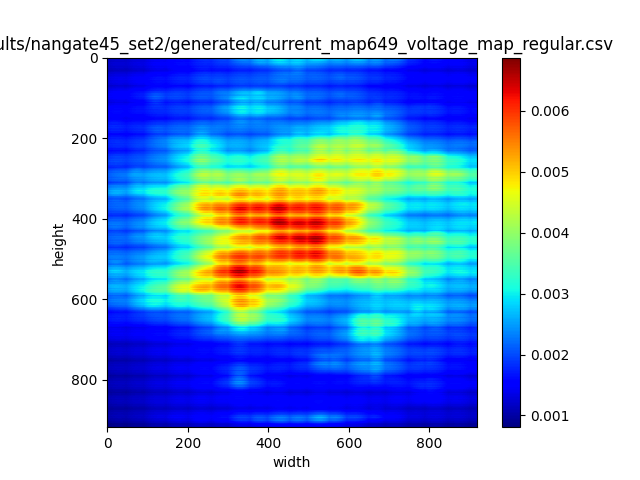 ults/nangate45_set2/generated/current_map649_voltage_map_regular.csv
0
200
400
600
800
height
0 200 400 600 800
width
0.006
0.005
0.004
0.003
0.002
0.001